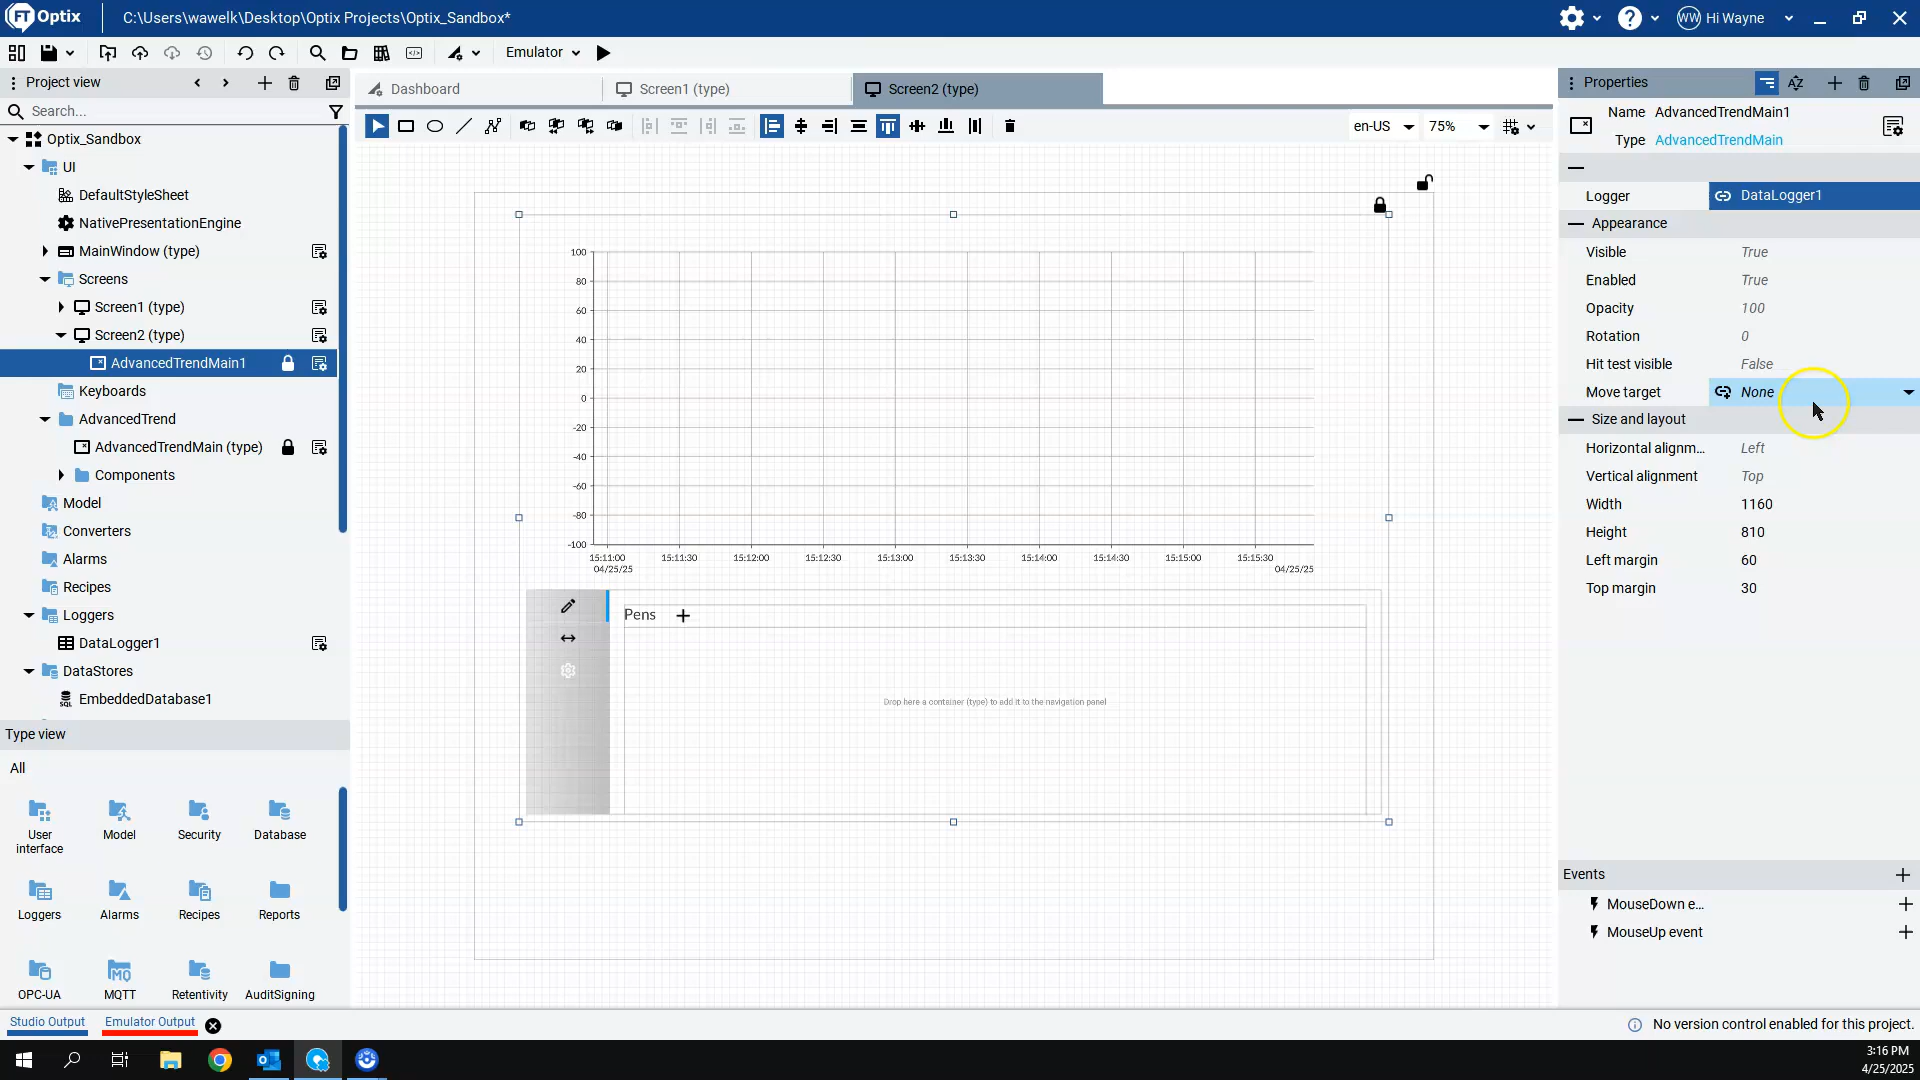 FT Optix
C:\Users\wawelk\Desktop\Optix Projects\Optix_Sandbox*
WW Hi Wayne
Emulator
Project view
Search...
Optix_Sandbox
UI
DefaultStyleSheet
NativePresentationEngine
MainWindow (type)
Screens
Screen1 (type)
Screen2 (type)
AdvancedTrendMain1
Keyboards
AdvancedTrend
AdvancedTrendMain (type)
Components
Model
Converters
Alarms
Recipes
Loggers
DataLogger1
DataStores
SQL EmbeddedDatabase1
Type view
All
User interface
Model
Security
Database
Loggers
Alarms
Recipes
Reports
OPC-UA
MQ
MQTT
Retentivity
AuditSigning
Dashboard
Screen1 (type)
Screen2 (type)
en-US
75%
100
80
60
40
20
0
-20
-40
-60
-80
-100
15:11:00 15:11:30 15:12:00 15:12:30 15:13:00 15:13:30 15:14:00 15:14:30 15:15:00 15:15:30
04/25/25 04/25/25
Pens +
Drop here a container (type) to add it to the navigation panel
Properties
Name AdvancedTrendMain1
Type AdvancedTrendMain
Logger DataLogger1
Appearance
Visible True
Enabled True
Opacity 100
Rotation 0
Hit test visible False
Move target None
Size and layout
Horizontal alignm... Left
Vertical alignment Top
Width 1160
Height 810
Left margin 60
Top margin 30
Events
MouseDown e...
MouseUp event
Studio Output
Emulator Output
No version control enabled for this project.
3:16 PM
4/25/2025